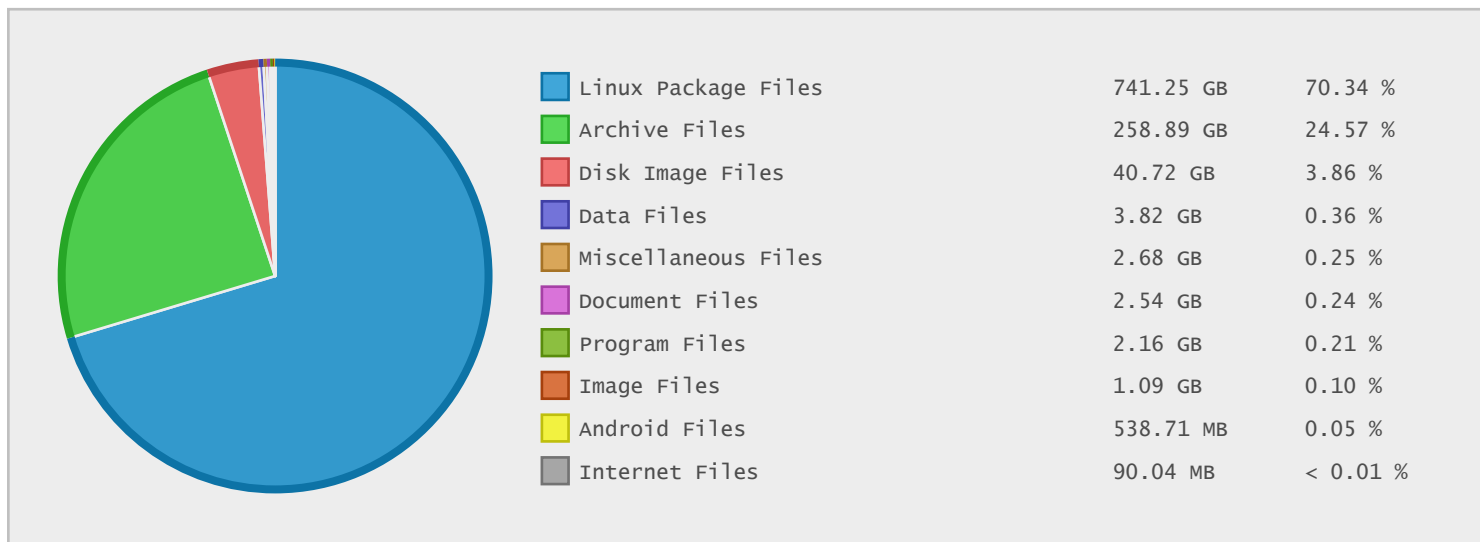 Linux Package Files 741.25 GB 70.34 %
Archive Files 258.89 GB 24.57 %
Disk Image Files 40.72 GB 3.86 %
Data Files 3.82 GB 0.36 %
Miscellaneous Files 2.68 GB 0.25 %
Document Files 2.54 GB 0.24 %
Program Files 2.16 GB 0.21 %
Image Files 1.09 GB 0.10 %
Android Files 538.71 MB 0.05 %
Internet Files 90.04 MB < 0.01 %